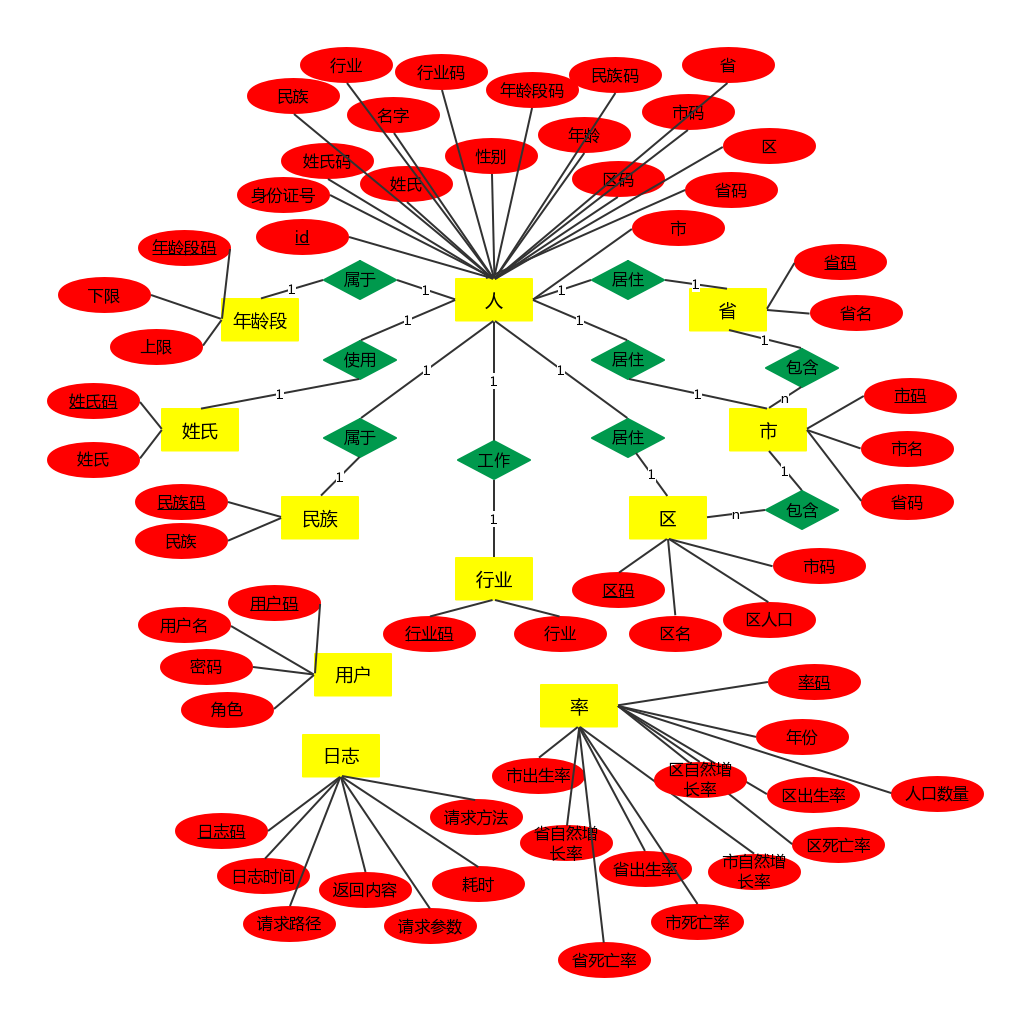 行业
行业码
省
民族码
年龄段码
民族
名字
市码
年龄
区
性别
姓氏码
姓氏
区码
省码
身份证号
市
id
年龄段码
省码
属于
居住
1
1
1
1
下限
人
省
省名
年龄段
1
1
上限
使用
居住
1
包含
1
1
1
1
1
n
姓氏码
市码
姓氏
市
属于
居住
市名
姓氏
工作
1
1
1
民族码
省码
民族
区
n
包含
1
民族
行业
市码
区码
用户码
区人口
用户名
行业码
行业
区名
密码
用户
率码
角色
率
年份
日志
市出生率
区自然增
长率
区出生率
人口数量
请求方法
日志码
省自然增
长率
区死亡率
日志时间
返回内容
耗时
省出生率
市自然增
长率
请求路径
请求参数
市死亡率
省死亡率